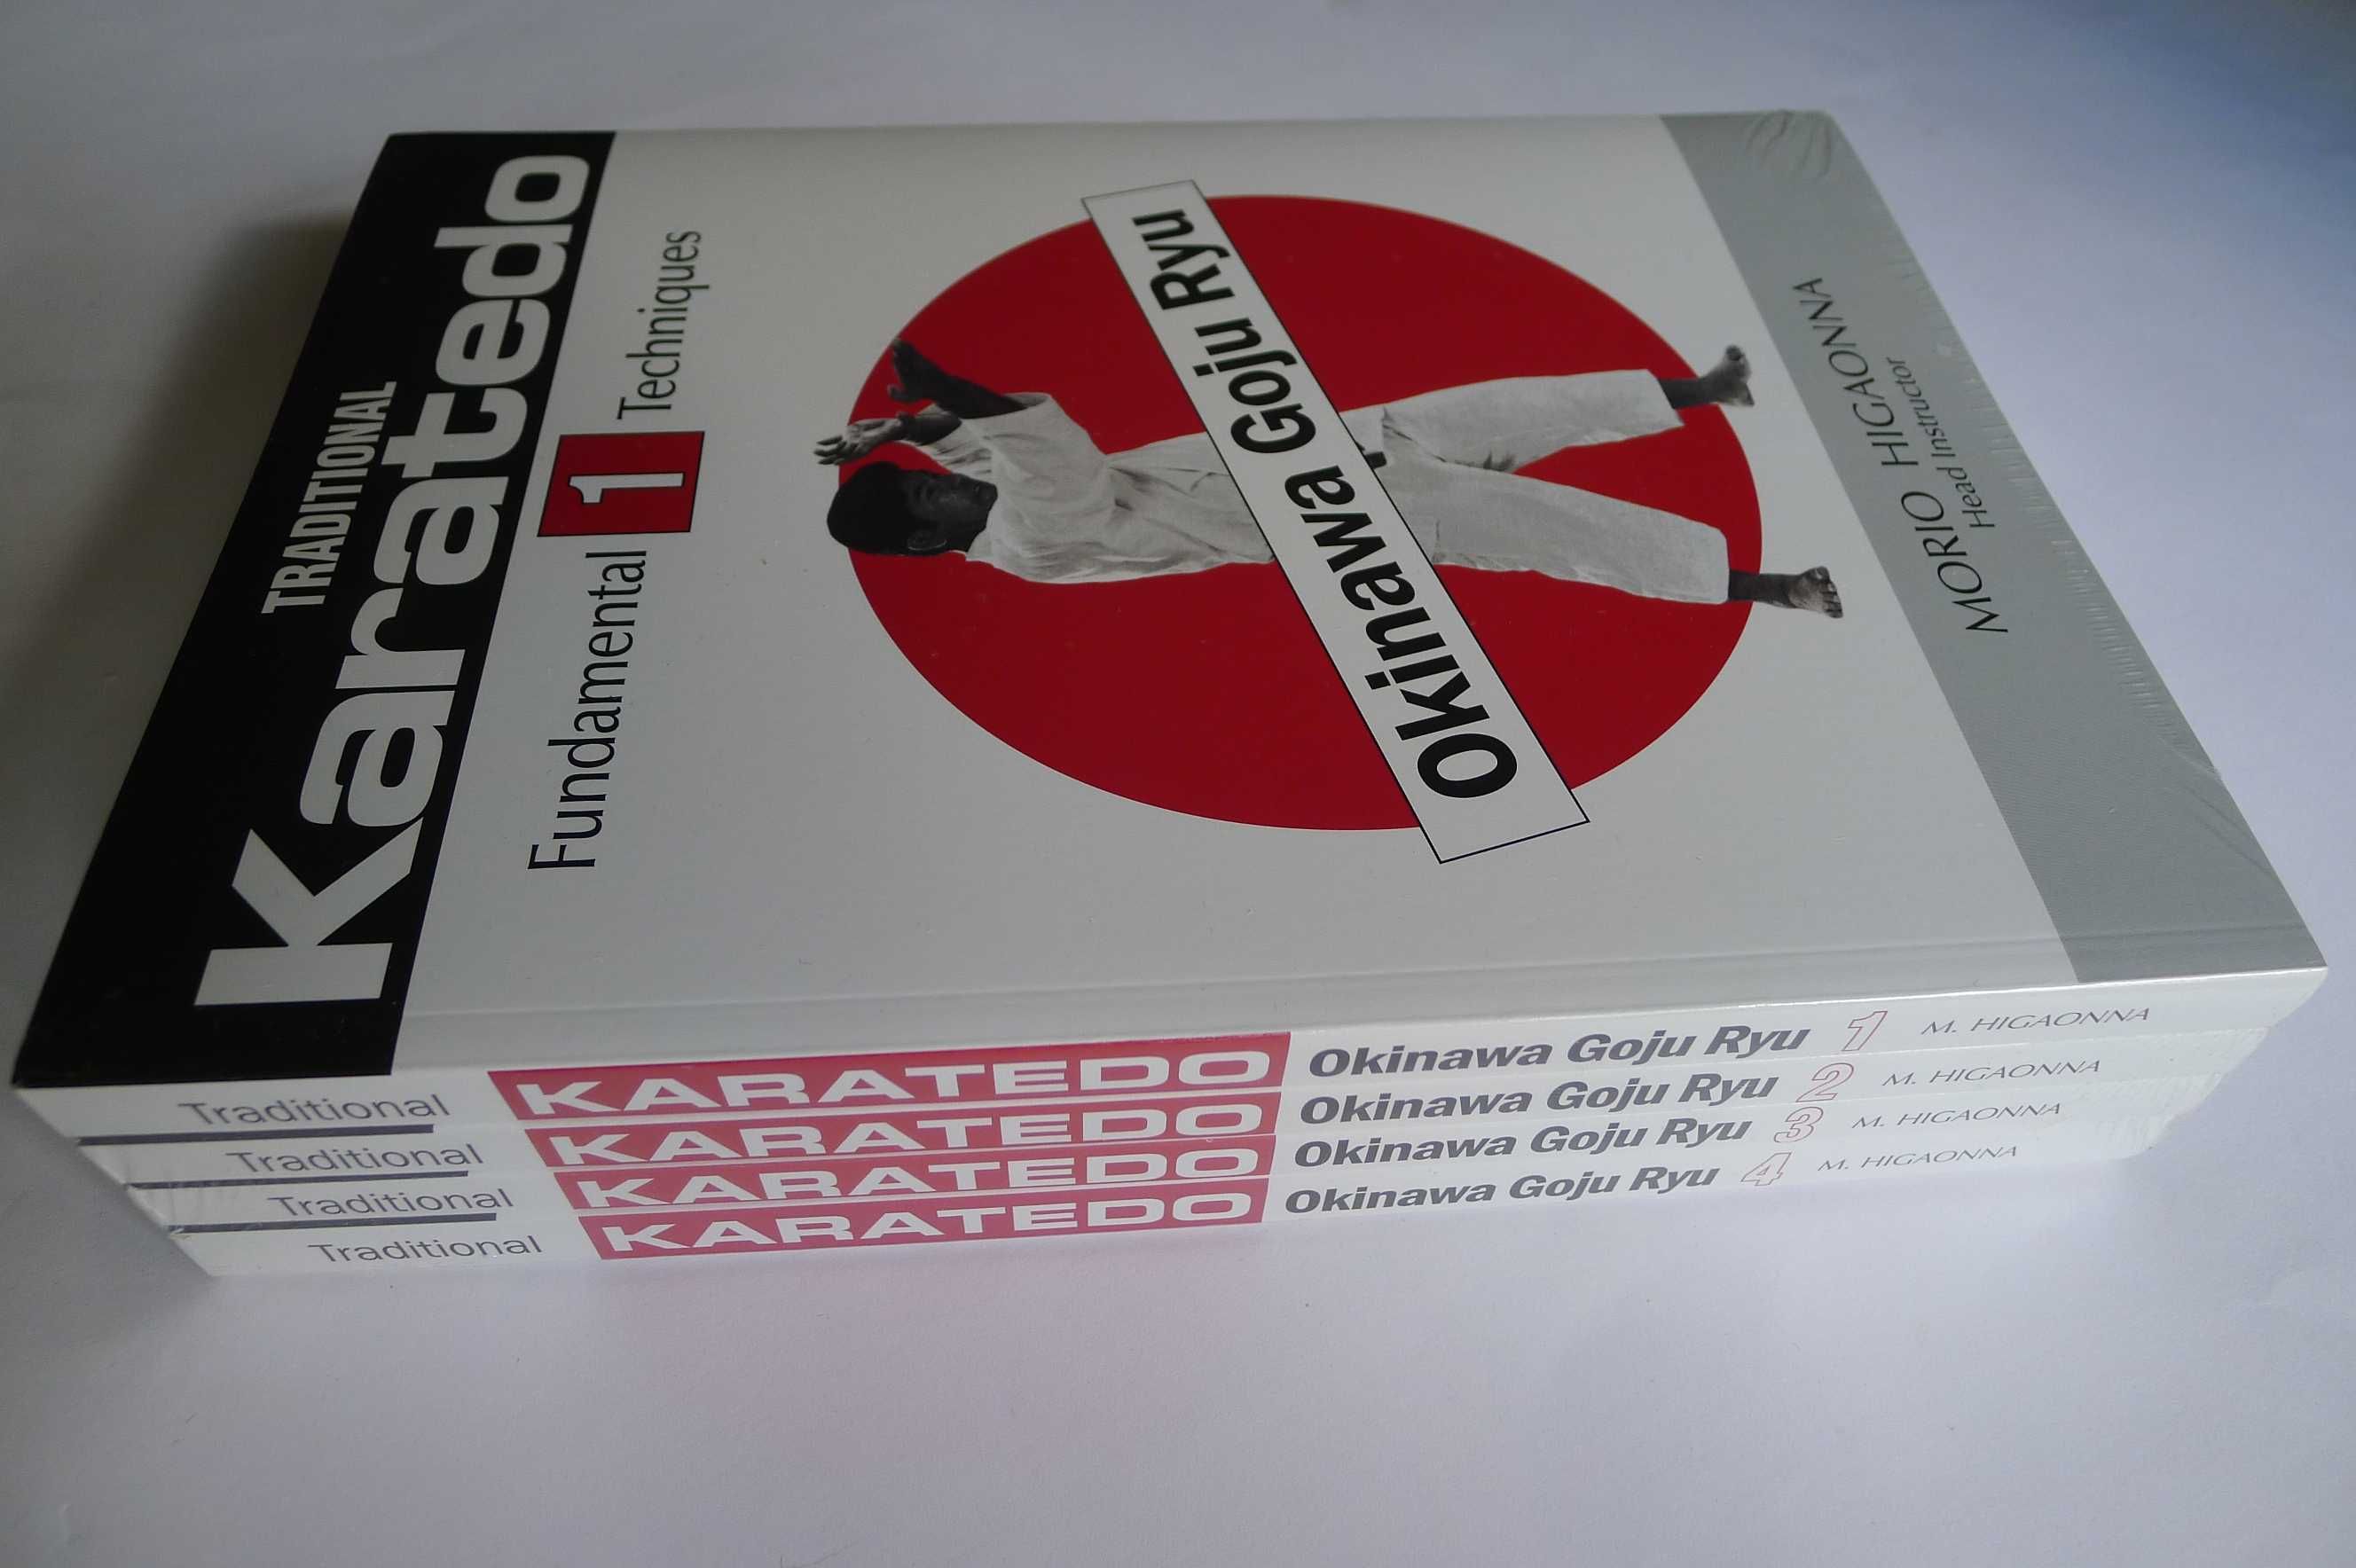 TRADITIONAL
Karatedo
Fundamental 1 Techniques
Okinawa Goju Ryu
MORIO HIGAONNA
Head Instructor
Traditional KARATEDO Okinawa Goju Ryu 1 M. HIGAONNA
Traditional KARATEDO Okinawa Goju Ryu 2 M. HIGAONNA
Traditional KARATEDO Okinawa Goju Ryu 3 M. HIGAONNA
Traditional KARATEDO Okinawa Goju Ryu 4 M. HIGAONNA